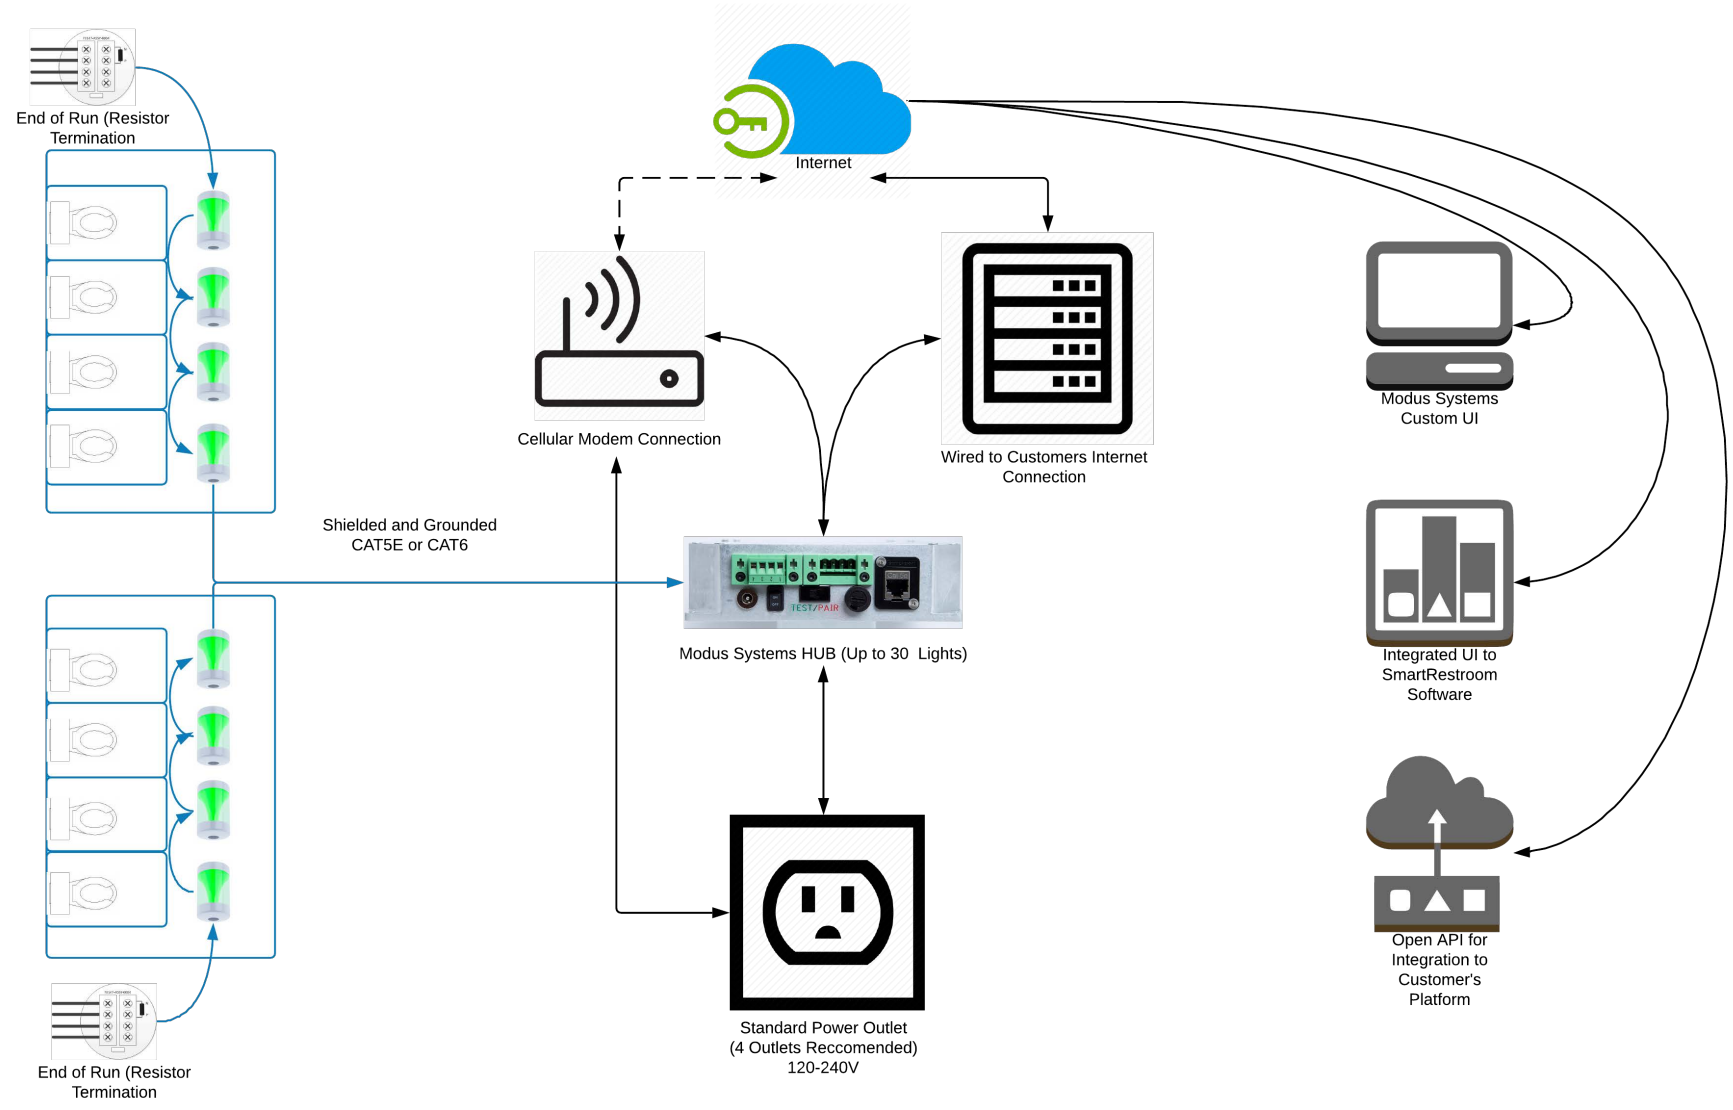 End of Run (Resistor
Termination
Internet
Cellular Modem Connection
Wired to Customers Internet
Connection
Modus Systems
Custom UI
Shielded and Grounded
CAT5E or CAT6
TEST/PAIR
Modus Systems HUB (Up to 30  Lights)
Integrated UI to
SmartRestroom
Software
Open API for
Integration to
Customer's
Platform
Standard Power Outlet
(4 Outlets Reccomended)
120-240V
End of Run (Resistor
Termination